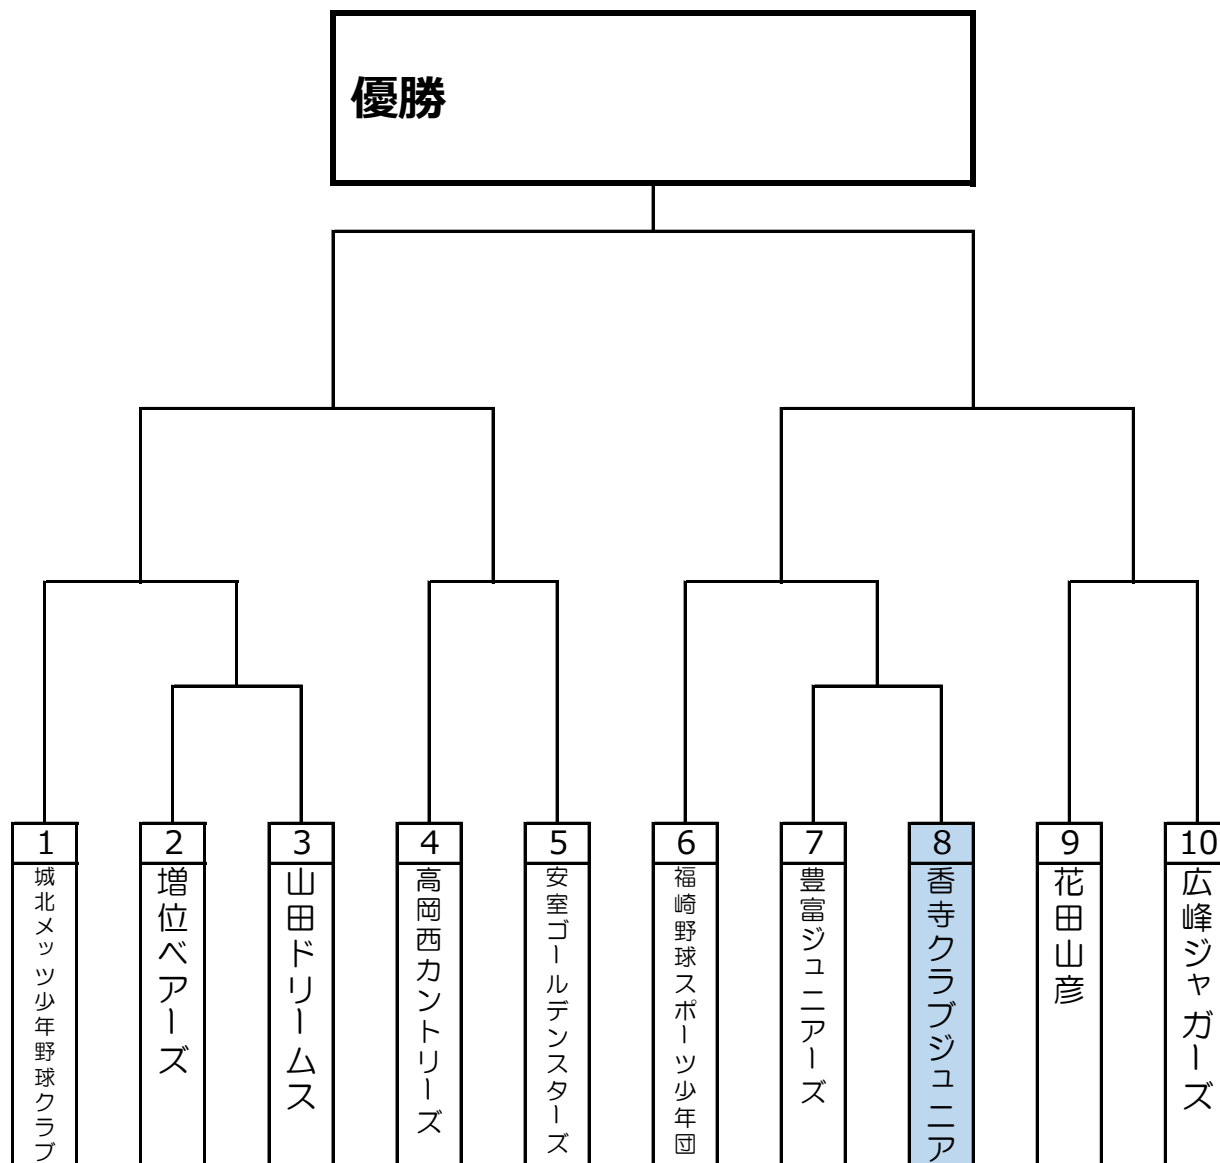 優勝
1
城北メッツ少年野球クラブ
2
増位ベアーズ
3
山田ドリームス
4
高岡西カントリーズ
5
安室ゴールデンスターズ
6
福崎野球スポーツ少年団
7
豊富ジュニアーズ
8
香寺クラブジュニア
9
花田山彦
10
広峰ジャガーズ